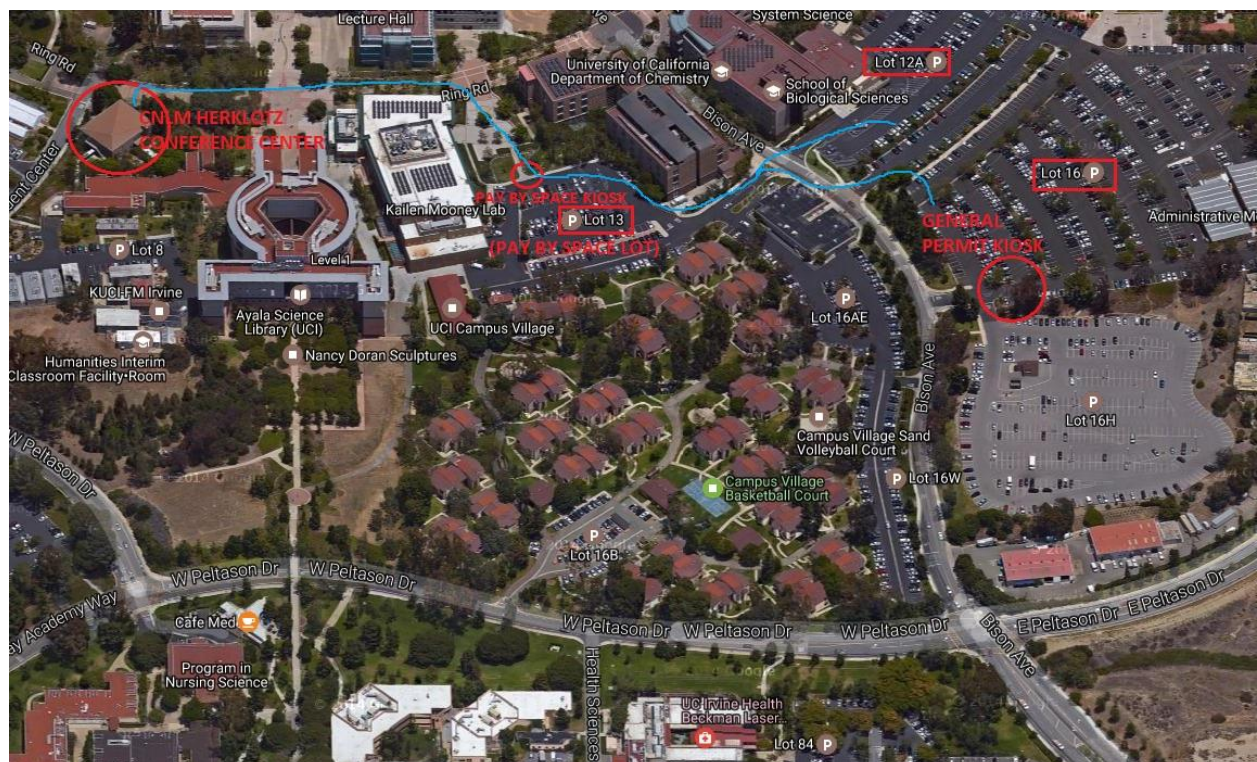 Lecture Hall
System Science
Ring Rd
University of California
Department of Chemistry
Lot 12A
P
School of
Biological Sciences
Ring Rd
Bison Ave
CNLM HERKLOTZ
CONFERENCE CENTER
Lot 16
P
PAY BY SPACE KIOSK
Kailen Mooney Lab
P
Lot 13
GENERAL
PERMIT KIOSK
Administrative M
dent Center
(PAY BY SPACE LOT)
P
Lot 8
Level 1
KUCI-FM Irvine
P
Lot 16AE
Ayala Science
Library (UCI)
UCI Campus Village
Nancy Doran Sculptures
Humanities Interim
Classroom Facility•Room
Bison Ave
P
Lot 16H
Campus Village Sand
Volleyball Court
W Peltason Dr
Campus Village
Basketball Court
P
Lot 16W
P
Lot 16B
W Peltason Dr
W Peltason Dr
E Peltason Dr
E Peltason Dr
ay Academy Way
Cafe Med
W Peltason Dr
W Peltason Dr
W Peltason Dr
Bison Ave
Program in
Nursing Science
Health Sciences
UC Irvine Health
Beckman Laser...
Lot 84
P